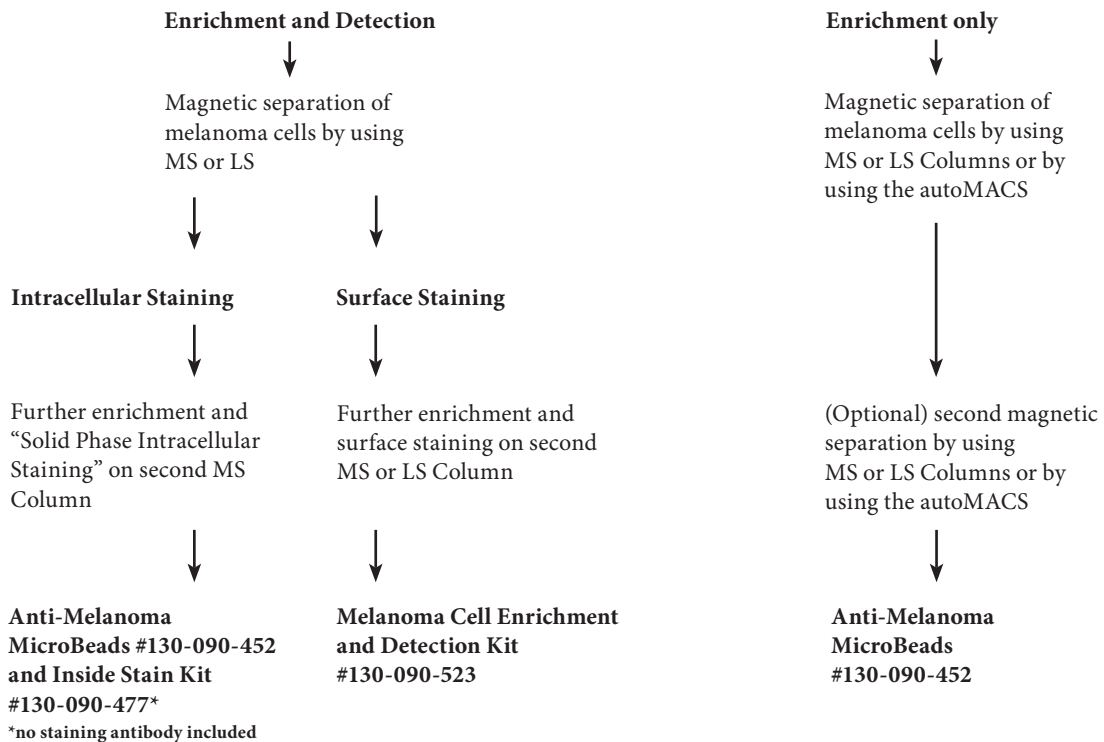 Enrichment and Detection
Magnetic separation of
melanoma cells by using
MS or LS
Intracellular Staining
Further enrichment and
“Solid Phase Intracellular
Staining” on second MS
Column
Anti-Melanoma
MicroBeads #130-090-452
and Inside Stain Kit
#130-090-477*
*no staining antibody included
Surface Staining
Further enrichment and
surface staining on second
MS or LS Column
Melanoma Cell Enrichment
and Detection Kit
#130-090-523
Enrichment only
Magnetic separation of
melanoma cells by using
MS or LS Columns or by
using the autoMACS
(Optional) second magnetic
separation by using
MS or LS Columns or by
using the autoMACS
Anti-Melanoma
MicroBeads
#130-090-452